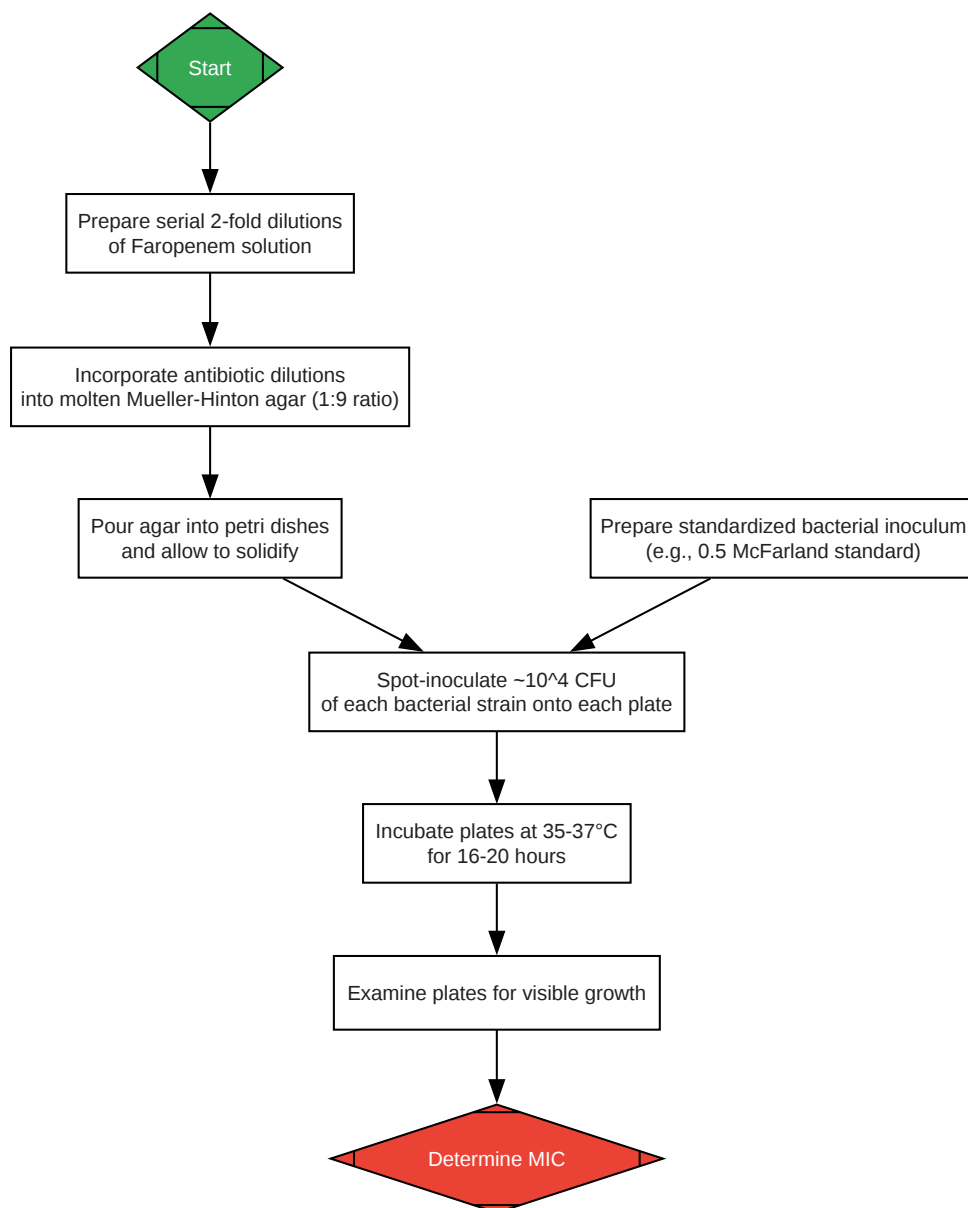 Start
Prepare serial 2-fold dilutions
of Faropenem solution
Incorporate antibiotic dilutions
into molten Mueller-Hinton agar (1:9 ratio)
Pour agar into petri dishes
and allow to solidify
Prepare standardized bacterial inoculum
(e.g., 0.5 McFarland standard)
Spot-inoculate ~10^4 CFU
of each bacterial strain onto each plate
Incubate plates at 35-37°C
for 16-20 hours
Examine plates for visible growth
Determine MIC